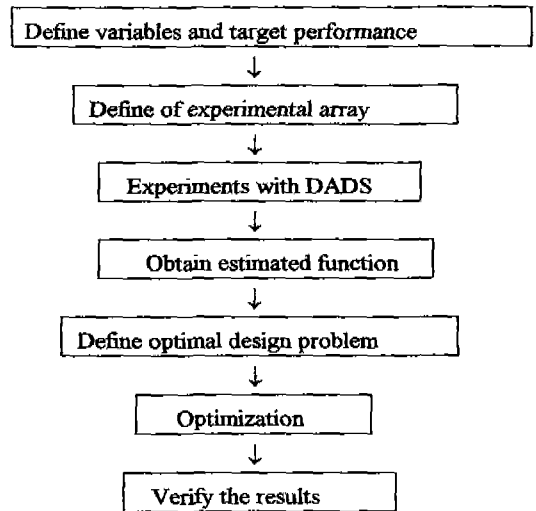 Define variables and target performance
↓
Define of experimental array
↓
Experiments with DADS
↓
Obtain estimated function
↓
Define optimal design problem
↓
Optimization
↓
Verify the results